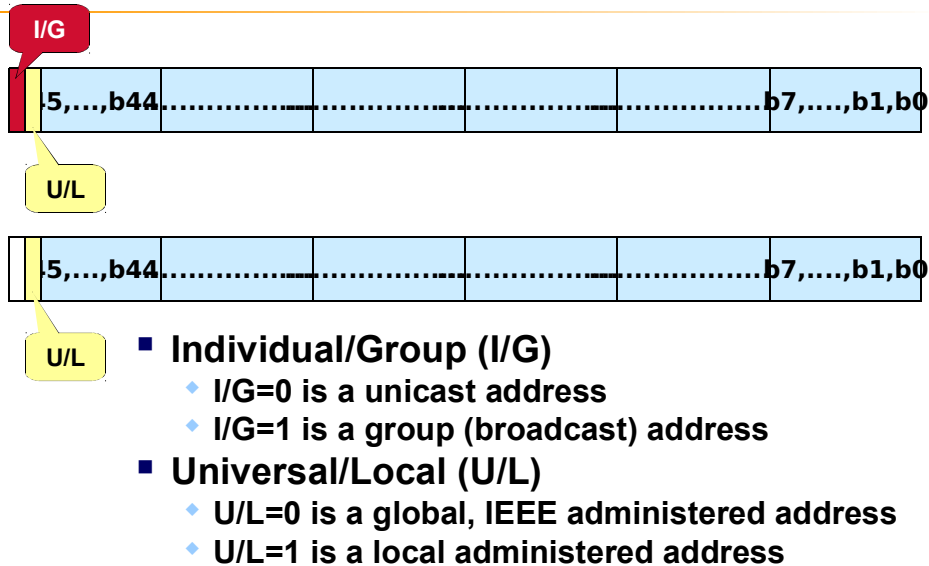 I/G
5,...,b44...........................................................................b7,....,b1,b0
U/L
5,...,b44...........................................................................b7,....,b1,b0
U/L
Individual/Group (I/G)
I/G=0 is a unicast address
I/G=1 is a group (broadcast) address
Universal/Local (U/L)
U/L=0 is a global, IEEE administered address
U/L=1 is a local administered address